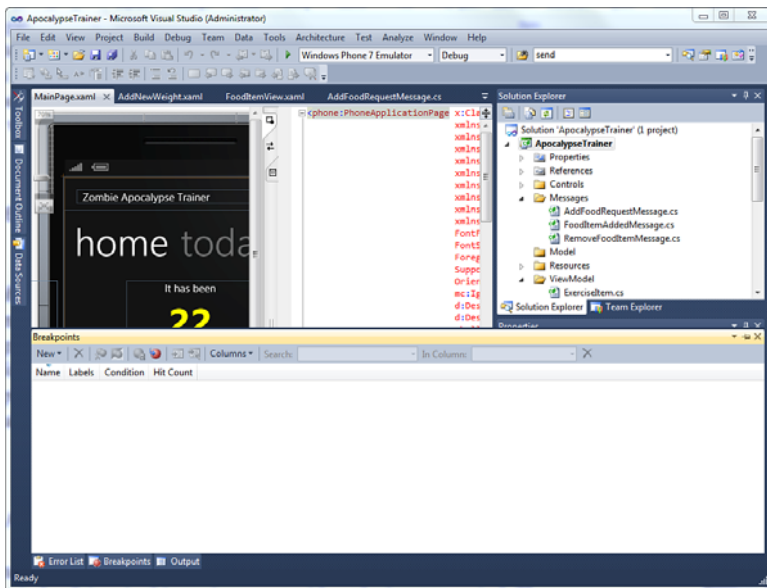 ApocalypseTrainer - Microsoft Visual Studio (Administrator)
File Edit View Project Build Debug Team Data Tools Architecture Test Analyze Window Help
Windows Phone 7 Emulator Debug send
MainPage.xaml AddNewWeight.xaml FoodItemView.xaml AddFoodRequestMessage.cs
Toolbox
Document Outline
Data Sources
Zombie Apocalypse Trainer
home toda
It has been
22
<phone:PhoneApplicationPage x:Cla
xmlns
xmlns
xmlns
xmlns
xmlns
xmlns
xmlns
xmlns
xmlns
FontF
FontS
Foreg
Suppo
Orien
mc:Ig
d:Des
d:Des
Solution Explorer
Solution 'ApocalypseTrainer' (1 project)
ApocalypseTrainer
Properties
References
Controls
Messages
AddFoodRequestMessage.cs
FoodItemAddedMessage.cs
RemoveFoodItemMessage.cs
Model
Resources
ViewModel
ExerciseItem.cs
Solution Explorer Team Explorer
Properties
Breakpoints
New Columns Search: In Column:
Name Labels Condition Hit Count
Error List Breakpoints Output
Ready